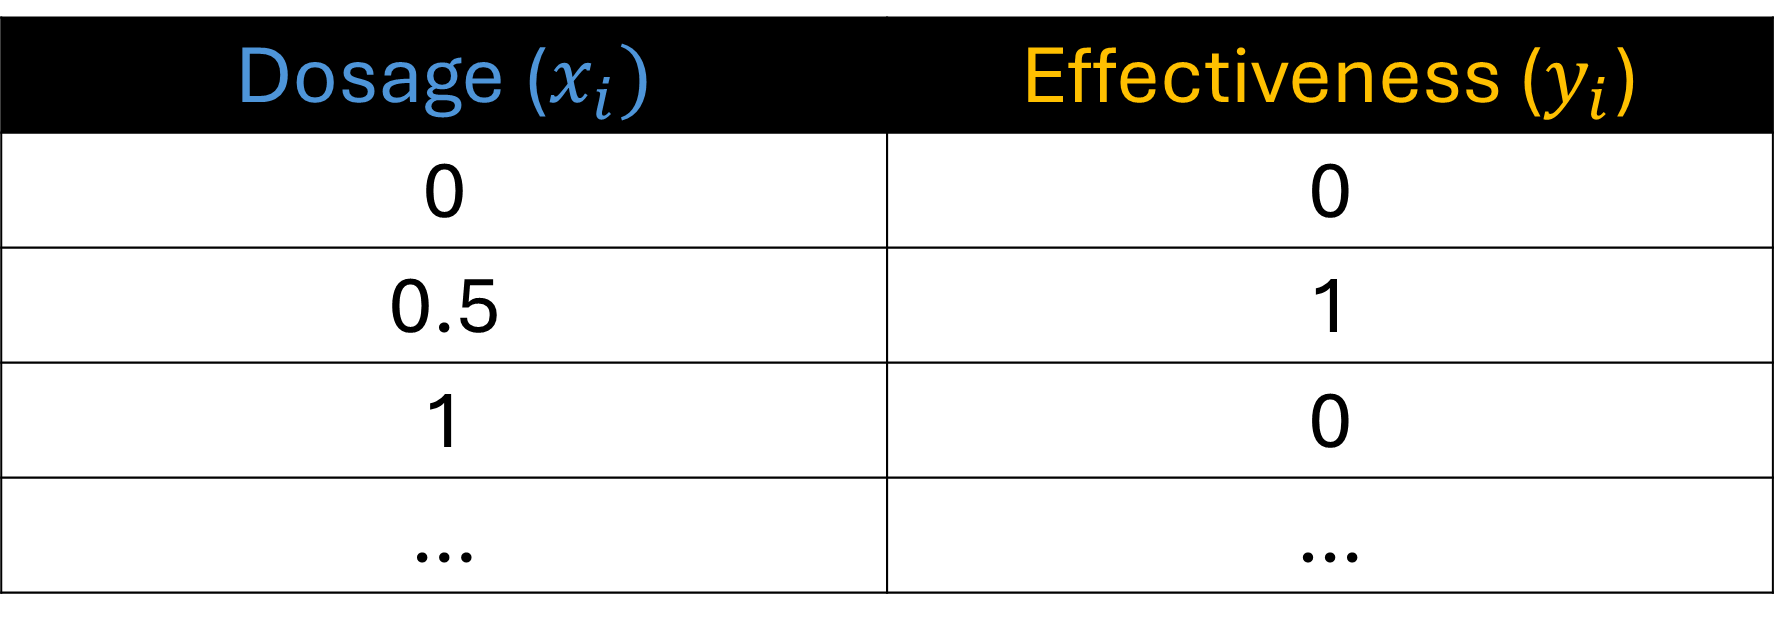 Dosage (𝑥ᵢ) Effectiveness (𝑦ᵢ)
0 0
0.5 1
1 0
... ...